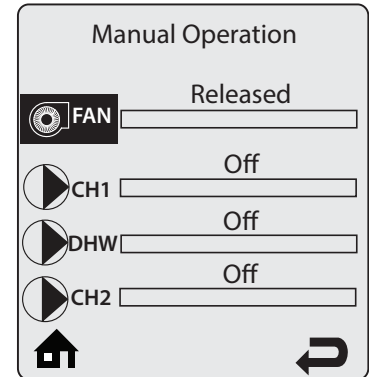 Manual Operation
Released
FAN
Off
CH1
Off
DHW
Off
CH2